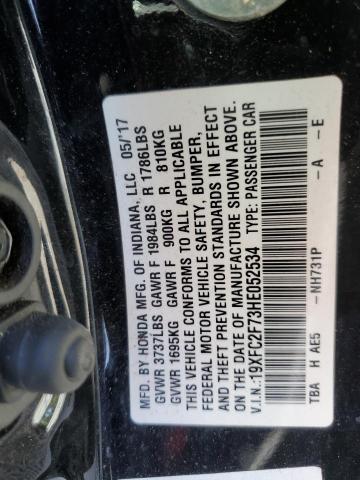 MFD. BY HONDA MFG. OF INDIANA, LLC 05/'17
GVWR 3737LBS GAWR F 1984LBS R 1786LBS
GVWR 1695KG GAWR F 900KG R 810KG
THIS VEHICLE CONFORMS TO ALL APPLICABLE
FEDERAL MOTOR VEHICLE SAFETY, BUMPER,
AND THEFT PREVENTION STANDARDS IN EFFECT
ON THE DATE OF MANUFACTURE SHOWN ABOVE.
V.I.N.:19XFC2F73HE052534 TYPE: PASSENGER CAR
TBA H AE5 -NH731P -A -E